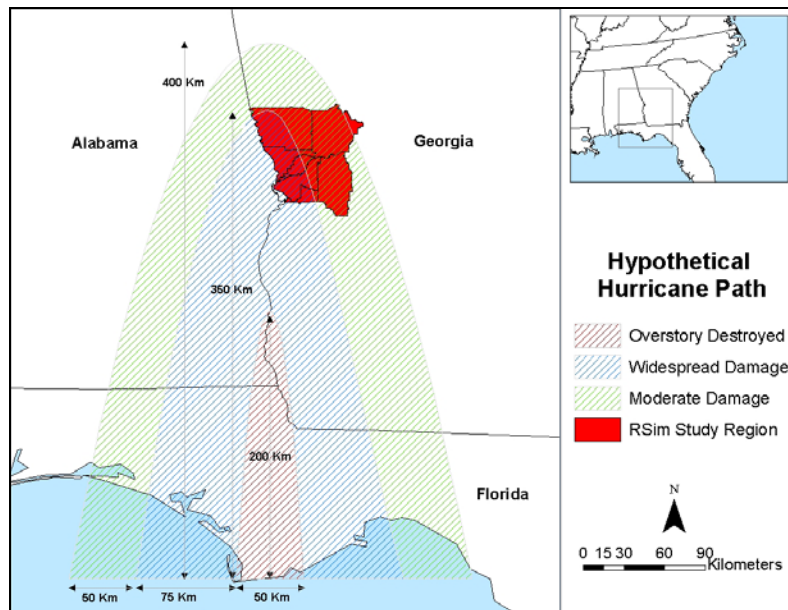 400 Km
Alabama
Georgia
350 Km
200 Km
Florida
50 Km
75 Km
50 Km
Hypothetical
Hurricane Path
Overstory Destroyed
Widespread Damage
Moderate Damage
RSim Study Region
N
0 15 30 60 90
Kilometers